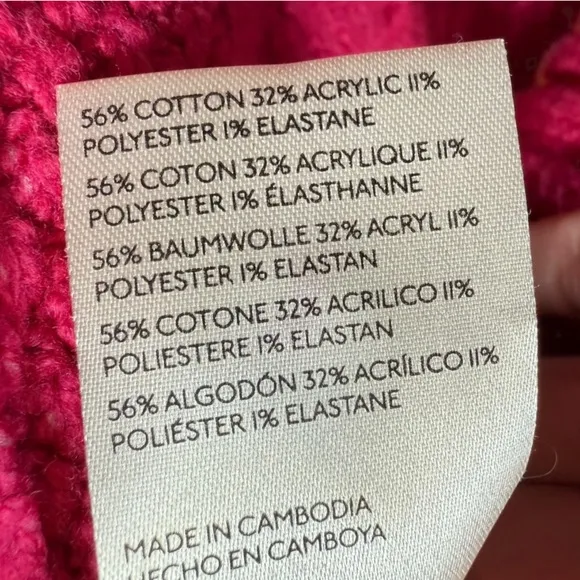 56% COTTON 32% ACRYLIC 11%
POLYESTER 1% ELASTANE
56% COTON 32% ACRYLIQUE 11%
POLYESTER 1% ÉLASTHANNE
56% BAUMWOLLE 32% ACRYL 11%
POLYESTER 1% ELASTAN
56% COTONE 32% ACRILICO 11%
POLIESTERE 1% ELASTAN
56% ALGODÓN 32% ACRÍLICO 11%
POLIÉSTER 1% ELASTANE
MADE IN CAMBODIA
HECHO EN CAMBOYA